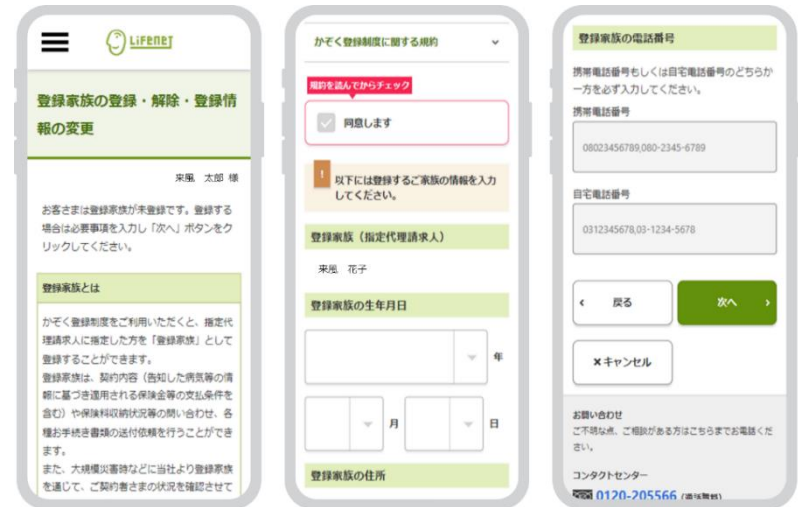 LIFENET
登録家族の登録・解除・登録情
報の変更
来風 太郎 様
お客さまは登録家族が未登録です。登録する
場合は必要事項を入力し「次へ」ボタンをク
リックしてください。
登録家族とは
かぞく登録制度をご利用いただくと、指定代
理請求人に指定した方を「登録家族」として
登録することができます。
登録家族は、契約内容（告知した病気等の情
報に基づき適用される保険金等の支払条件を
含む）や保険料収納状況等の問い合わせ、各
種お手続き書類の送付依頼を行うことができ
ます。
また、大規模災害時などに当社より登録家族
を通じて、ご契約者さまの状況を確認させて
かぞく登録制度に関する規約
規約を読んでからチェック
同意します
! 以下には登録するご家族の情報を入力
してください。
登録家族（指定代理請求人）
来風 花子
登録家族の生年月日
年
月 日
登録家族の住所
登録家族の電話番号
携帯電話番号もしくは自宅電話番号のどちらか
一方を必ず入力してください。
携帯電話番号
08023456789,080-2345-6789
自宅電話番号
0312345678,03-1234-5678
‹ 戻る 次へ ›
×キャンセル
お問い合わせ
ご不明な点、ご相談がある方はこちらまでお電話くだ
さい。
コンタクトセンター
0120-205566 (通話無料)